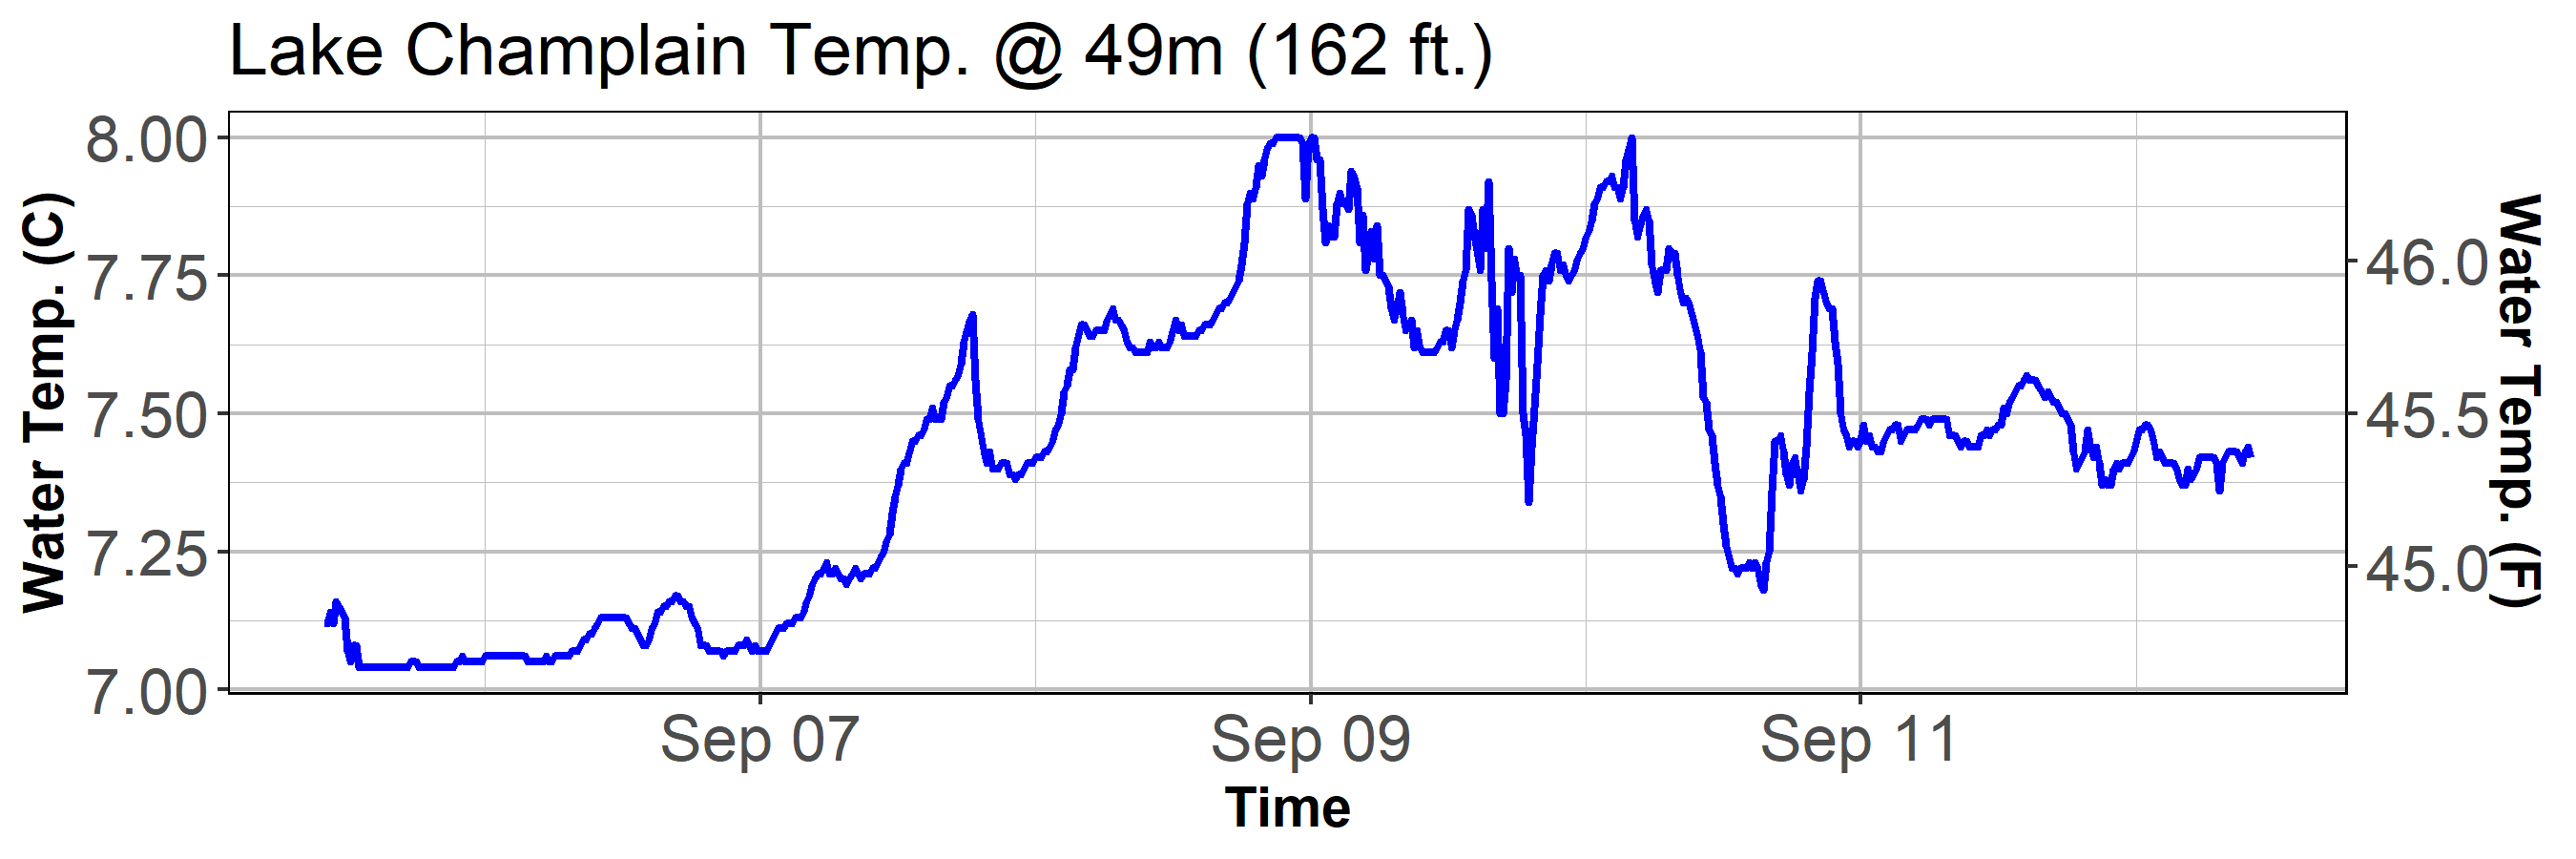 Lake Champlain Temp. @ 49m (162 ft.)
Water Temp. (C)
8.00
7.75
7.50
7.25
7.00
46.0
45.5
45.0
Water Temp. (F)
Sep 07 Sep 09 Sep 11
Time